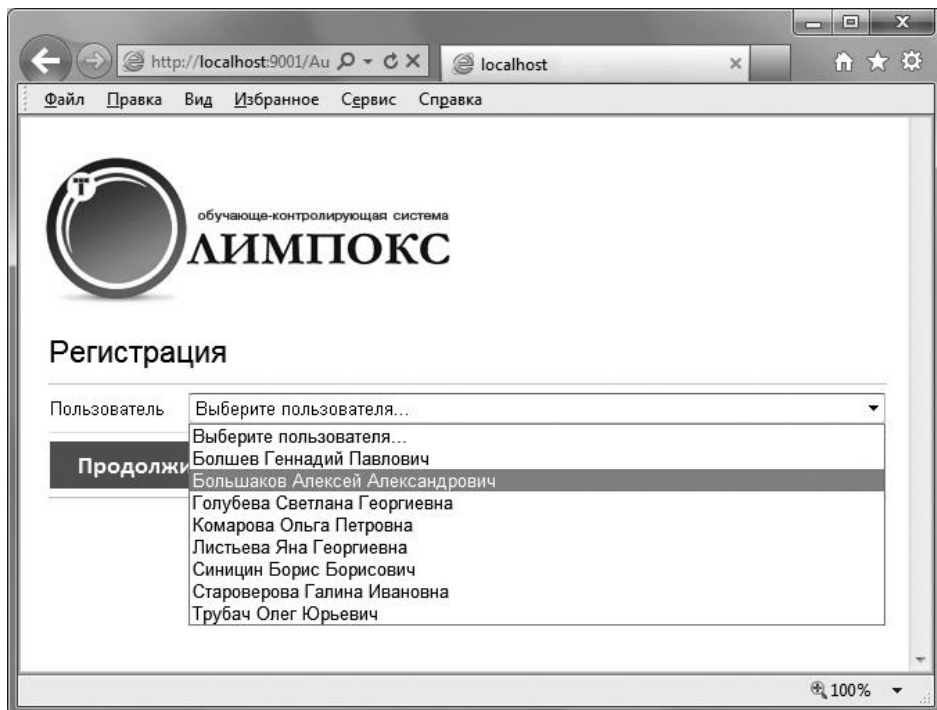 http://localhost:9001/Au
localhost
Файл Правка Вид Избранное Сервис Справка
Т
обучающе-контролирующая система
ЛИМПОКС
Регистрация
Пользователь Выберите пользователя...
Выберите пользователя...
Болшев Геннадий Павлович
Продолжи
Большаков Алексей Александрович
Голубева Светлана Георгиевна
Комарова Ольга Петровна
Листьева Яна Георгиевна
Синицин Борис Борисович
Староверова Галина Ивановна
Трубач Олег Юрьевич
100%